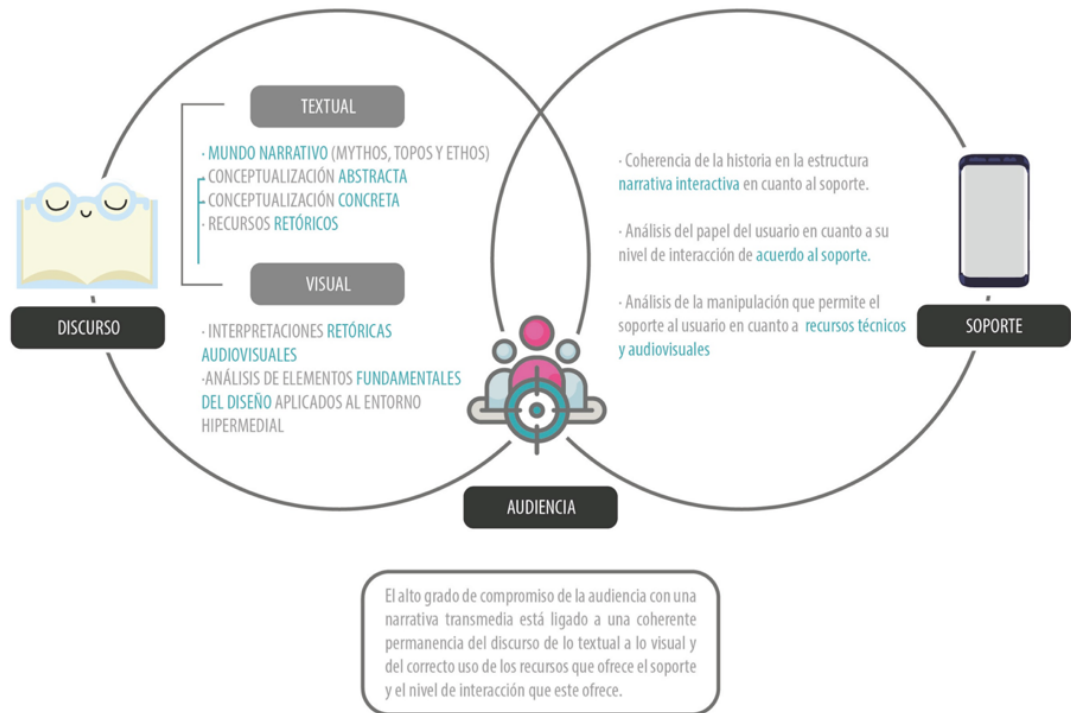 TEXTUAL
· MUNDO NARRATIVO (MYTHOS, TOPOS Y ETHOS)
· CONCEPTUALIZACIÓN ABSTRACTA
· CONCEPTUALIZACIÓN CONCRETA
· RECURSOS RETÓRICOS
VISUAL
· INTERPRETACIONES RETÓRICAS
AUDIOVISUALES
·ANÁLISIS DE ELEMENTOS FUNDAMENTALES
DEL DISEÑO APLICADOS AL ENTORNO
HIPERMEDIAL
DISCURSO
· Coherencia de la historia en la estructura
narrativa interactiva en cuanto al soporte.
· Análisis del papel del usuario en cuanto a su
nivel de interacción de acuerdo al soporte.
· Análisis de la manipulación que permite el
soporte al usuario en cuanto a recursos técnicos
y audiovisuales
SOPORTE
AUDIENCIA
El alto grado de compromiso de la audiencia con una
narrativa transmedia está ligado a una coherente
permanencia del discurso de lo textual a lo visual y
del correcto uso de los recursos que ofrece el soporte
y el nivel de interacción que este ofrece.